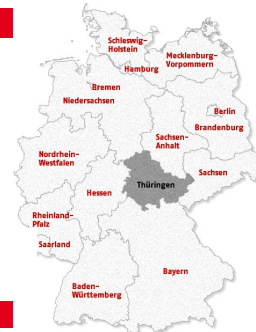 Schleswig-
Holstein
Mecklenburg-
Vorpommern
Hamburg
Bremen
Niedersachsen
Berlin
Brandenburg
Sachsen-
Anhalt
Nordrhein-
Westfalen
Sachsen
Thüringen
Hessen
Rheinland-
Pfalz
Saarland
Bayern
Baden-
Württemberg